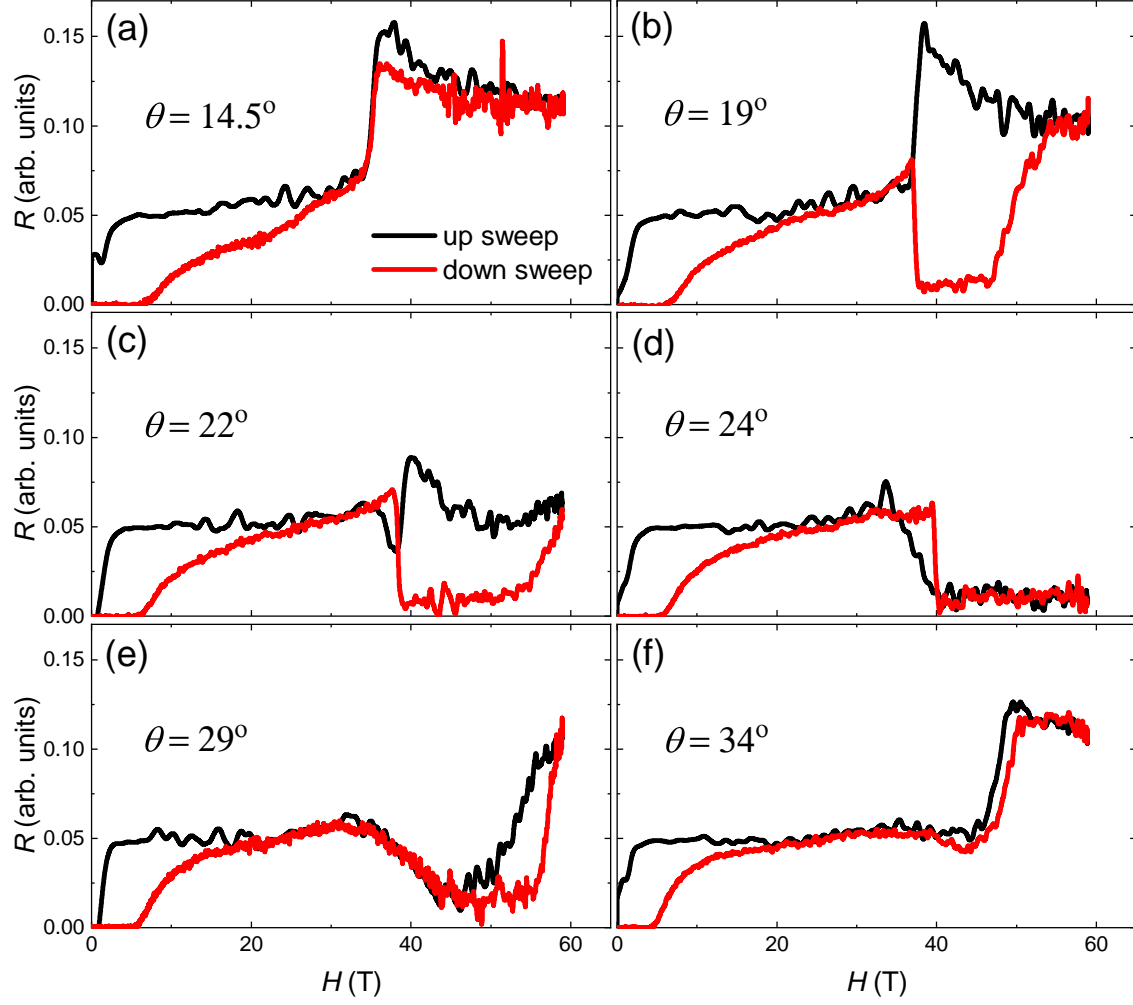 (a)
θ = 14.5°
up sweep
down sweep
R (arb. units)
0.15
0.10
0.05
0.00
(b)
θ = 19°
(c)
θ = 22°
R (arb. units)
0.15
0.10
0.05
0.00
(d)
θ = 24°
(e)
θ = 29°
R (arb. units)
0.15
0.10
0.05
0.00
0
20
40
60
H (T)
(f)
θ = 34°
0
20
40
60
H (T)